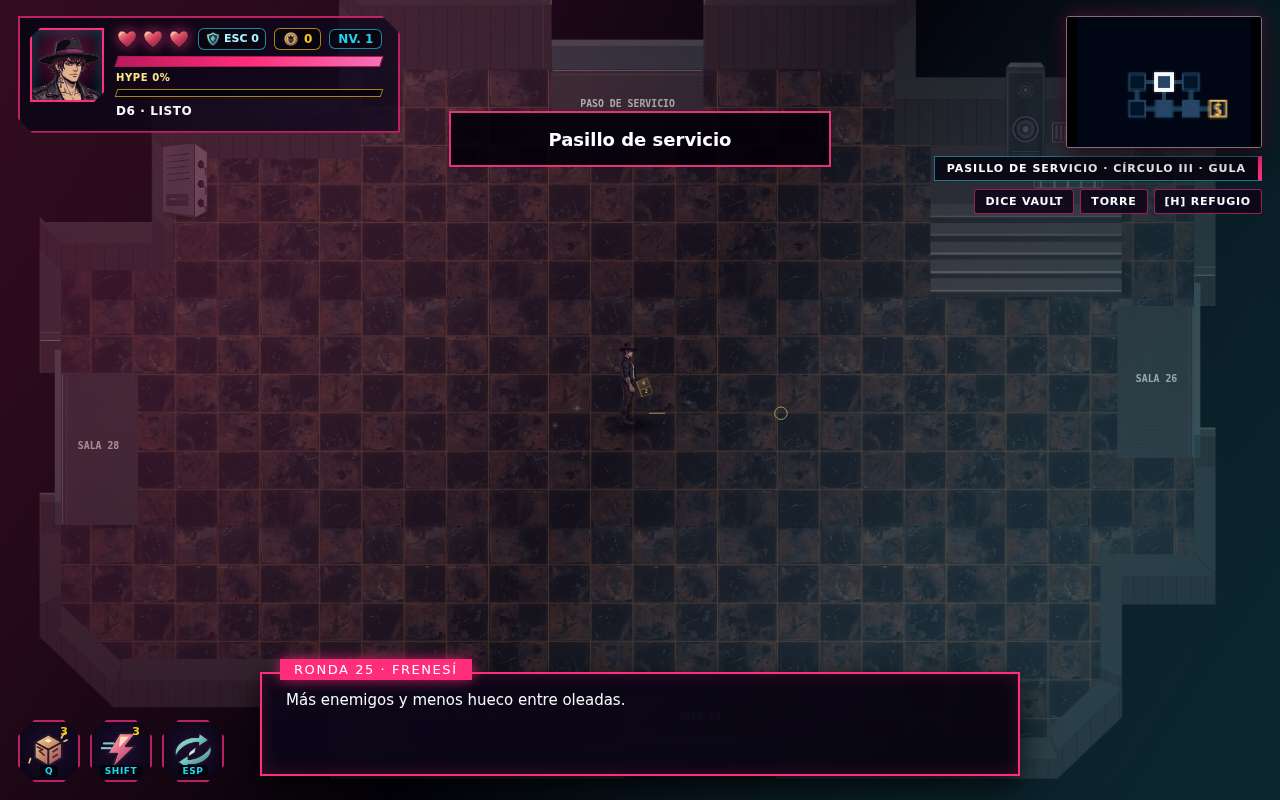 ESC 0
0
NV. 1
HYPE 0%
D6 · LISTO
PASO DE SERVICIO
Pasillo de servicio
$
PASILLO DE SERVICIO · CÍRCULO III · GULA
DICE VAULT
TORRE
[H] REFUGIO
SALA 26
SALA 28
RONDA 25 · FRENESÍ
Más enemigos y menos hueco entre oleadas.
3
Q
3
SHIFT
ESP